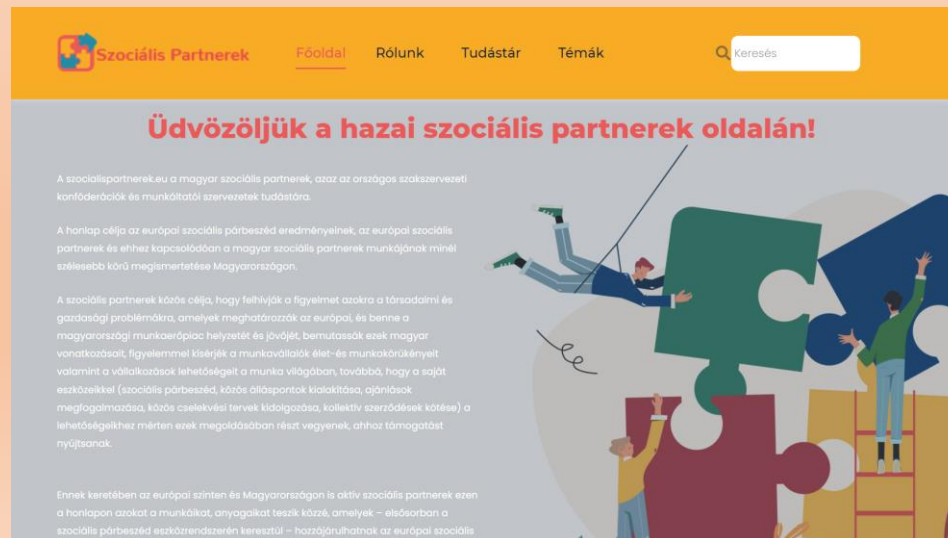 Szociális Partnerek
Főoldal
Rólunk
Tudástár
Témák
Keresés
Üdvözöljük a hazai szociális partnerek oldalán!
A szocialispartnerek.eu a magyar szociális partnerek, azaz az országos szakszervezeti
konföderációk és munkáltatói szervezetek tudástára.
A honlap célja az európai szociális párbeszéd eredményeinek, az európai szociális
partnerek és ehhez kapcsolódóan a magyar szociális partnerek munkájának minél
szélesebb körű megismertetése Magyarországon.
A szociális partnerek közös célja, hogy felhívják a figyelmet azokra a társadalmi és
gazdasági problémákra, amelyek meghatározzák az európai, és benne a
magyarországi munkaerőpiac helyzetét és jövőjét, bemutassák ezek magyar
vonatkozásait, figyelemmel kísérjék a munkavállalók élet-és munkakörükényeit
valamint a vállalkozások lehetőségeit a munka világában, továbbá, hogy a saját
eszközeikkel (szociális párbeszéd, közös álláspontok kialakítása, ajánlások
megfogalmazása, közös cselekvési tervek kidolgozása, kollektív szerződések kötése) a
lehetőségeikhez mérten ezek megoldásában részt vegyenek, ahhoz támogatást
nyújtsanak.
Ennek keretében az európai szinten és Magyarországon is aktív szociális partnerek ezen
a honlapon azokat a munkáikat, anyagaikat teszik közzé, amelyek – elsősorban a
szociális párbeszéd eszközrendszerén keresztül – hozzájárulhatnak az európai szociális